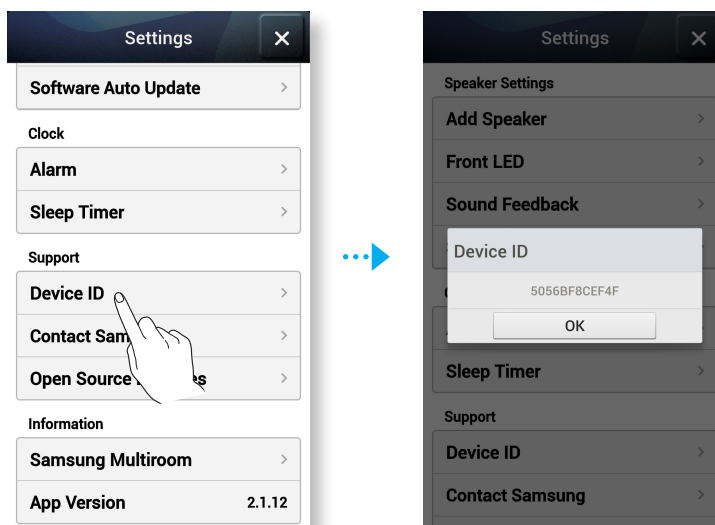 Settings
Software Auto Update
Clock
Alarm
Sleep Timer
Support
Device ID
Contact Sam
Open Source
es
Information
Samsung Multiroom
App Version 2.1.12
Settings
Speaker Settings
Add Speaker
Front LED
Sound Feedback
Device ID
5056BF8CEF4F
OK
Sleep Timer
Support
Device ID
Contact Samsung